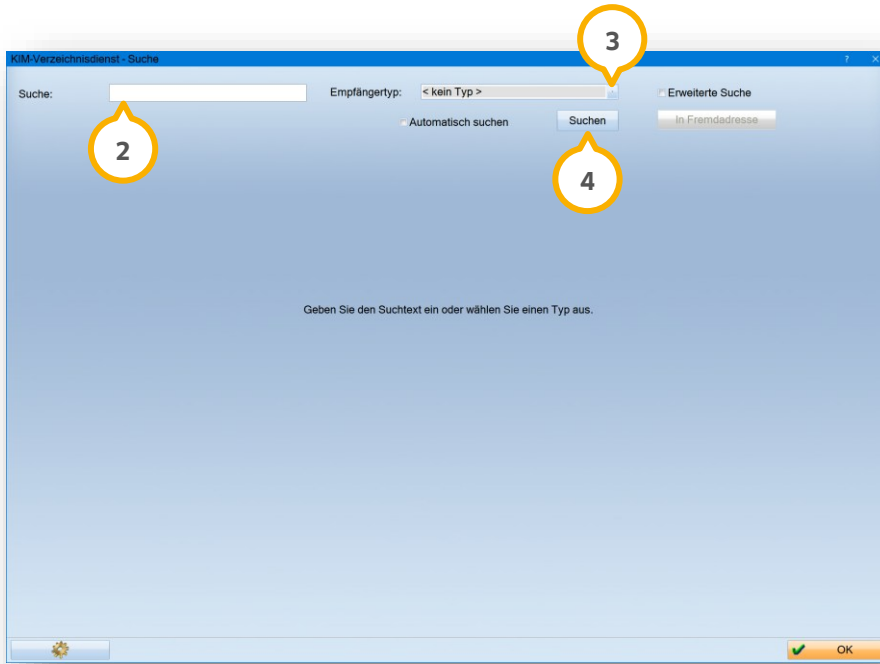 3
KIM-Verzeichnisdienst - Suche
Suche:
Empfängertyp:
< kein Typ >
Erweiterte Suche
Automatisch suchen
Suchen
In Fremdadresse
2
4
Geben Sie den Suchtext ein oder wählen Sie einen Typ aus.
OK